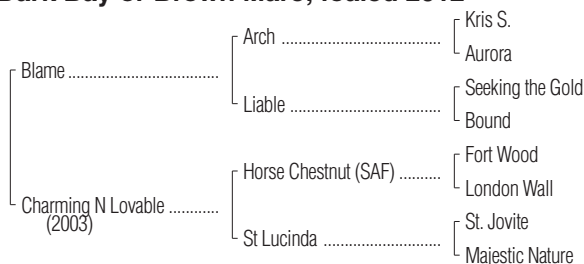 Dark Bay or Brown Mare; foaled 2012
Kris S.
Arch ......................................
Aurora
Blame ....................................
Seeking the Gold
Liable ....................................
Bound
Fort Wood
Horse Chestnut (SAF) ..........
London Wall
Charming N Lovable ............
(2003)
St. Jovite
St Lucinda ............................
Majestic Nature